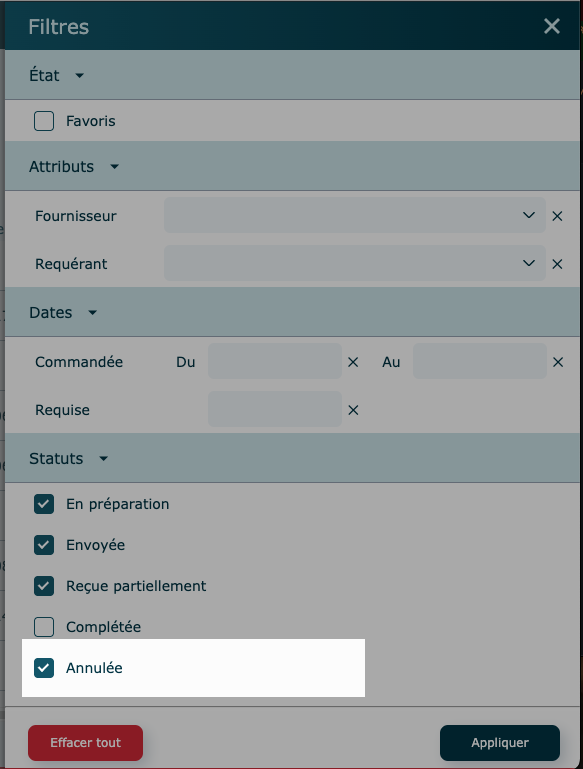 Filtres
État
Favoris
Attributs
Fournisseur
Requérant
Dates
Commandée Du Au
Requise
Statuts
En préparation
Envoyée
Reçue partiellement
Complétée
Annulée
Effacer tout Appliquer